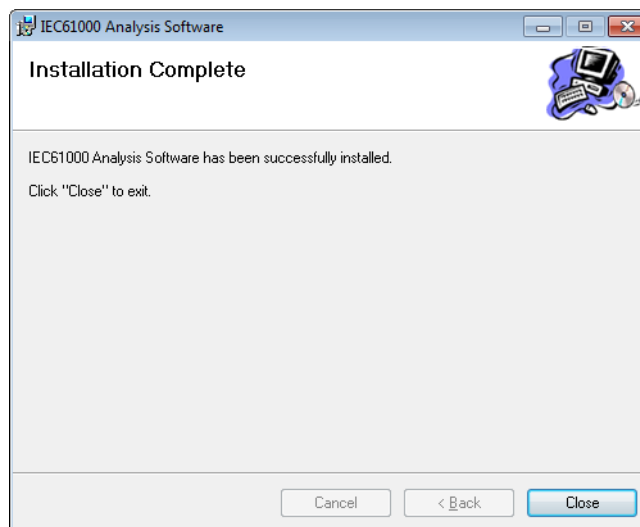 IEC61000 Analysis Software
Installation Complete
IEC61000 Analysis Software has been successfully installed.
Click "Close" to exit.
Cancel
< Back
Close